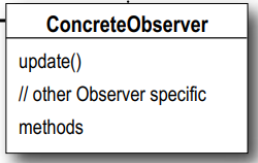 ConcreteObserver
update()
// other Observer specific
methods